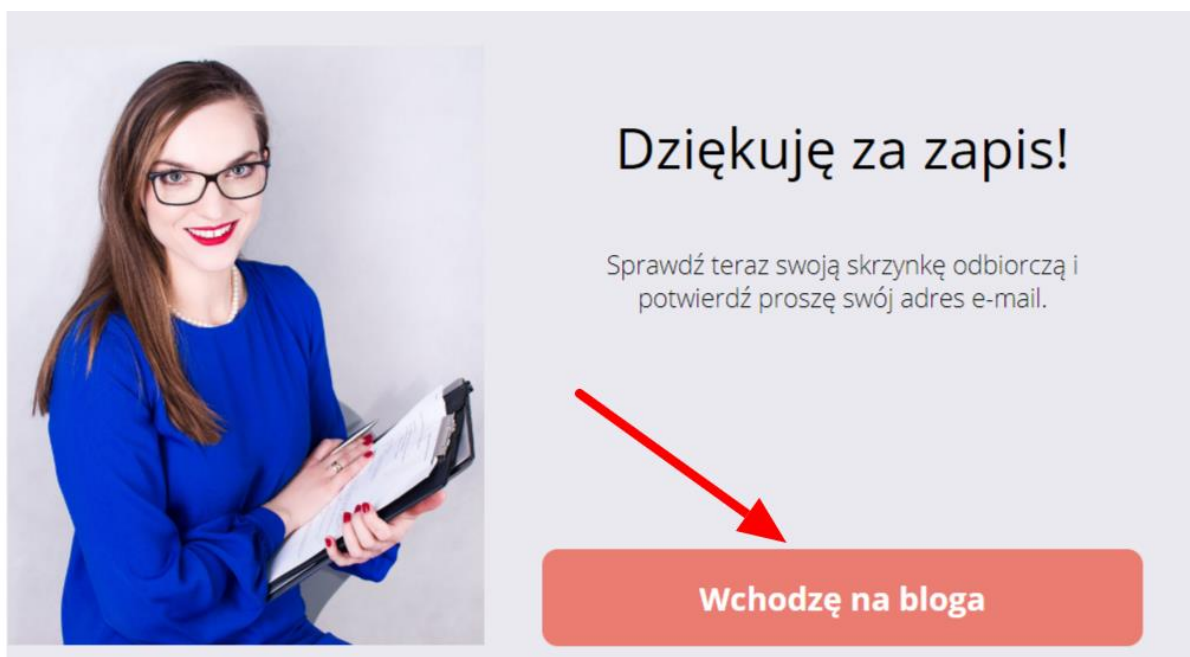 Dziękuję za zapis!
Sprawdź teraz swoją skrzynkę odbiorczą i
potwierdź proszę swój adres e-mail.
Wchodzę na bloga